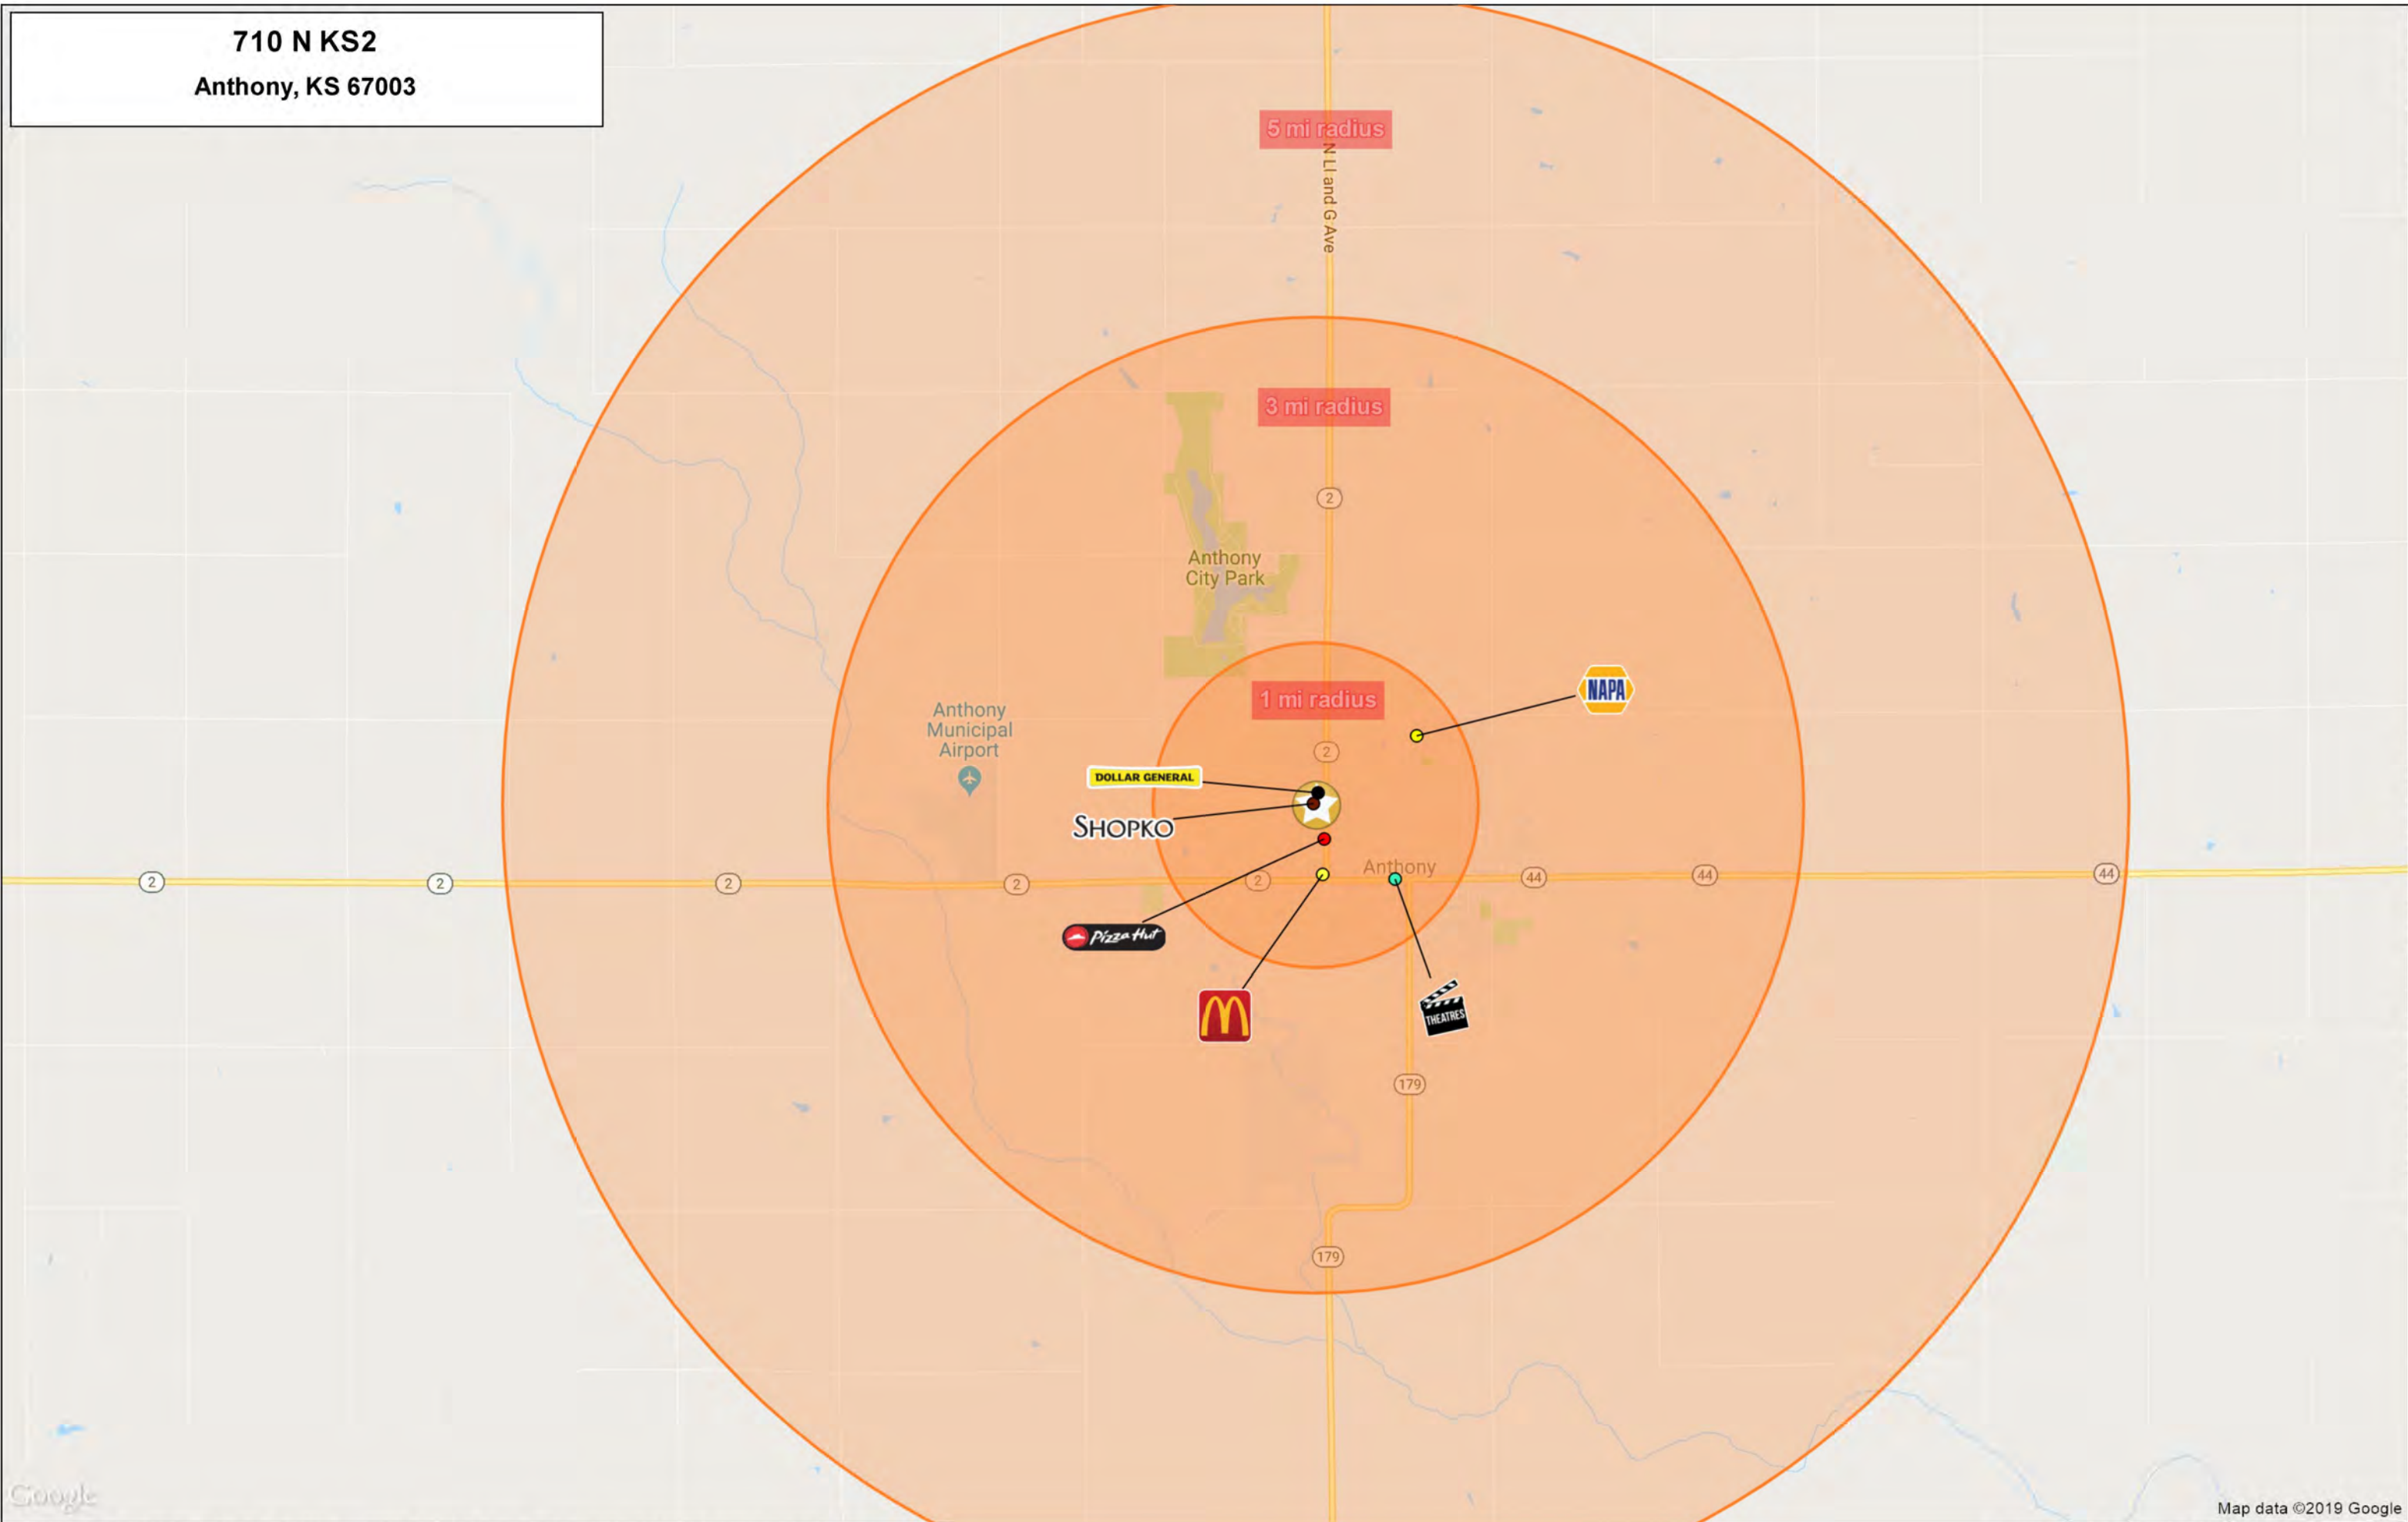 710 N KS2
Anthony, KS 67003
5 mi radius
N LL and G Ave
3 mi radius
2
Anthony
City Park
NAPA
1 mi radius
Anthony
Municipal
Airport
2
DOLLAR GENERAL
SHOPKO
Anthony
2
2
2
2
2
44
44
44
Pizza Hut
THEATRES
179
179
Google
Map data ©2019 Google